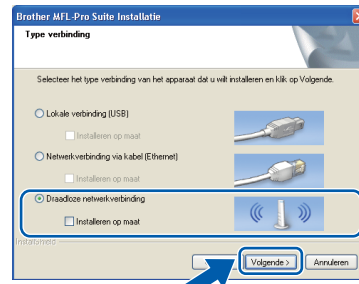 Brother MFL-Pro Suite Installatie
Type verbinding
Selecteer het type verbinding van het apparaat dat u wilt installeren en klik op Volgende.
Lokale verbinding (USB)
Installeren op maat
Netwerkverbinding via kabel (Ethernet)
Installeren op maat
Draadloze netwerkverbinding
Installeren op maat
InstallShield
Volgende >
Annuleren